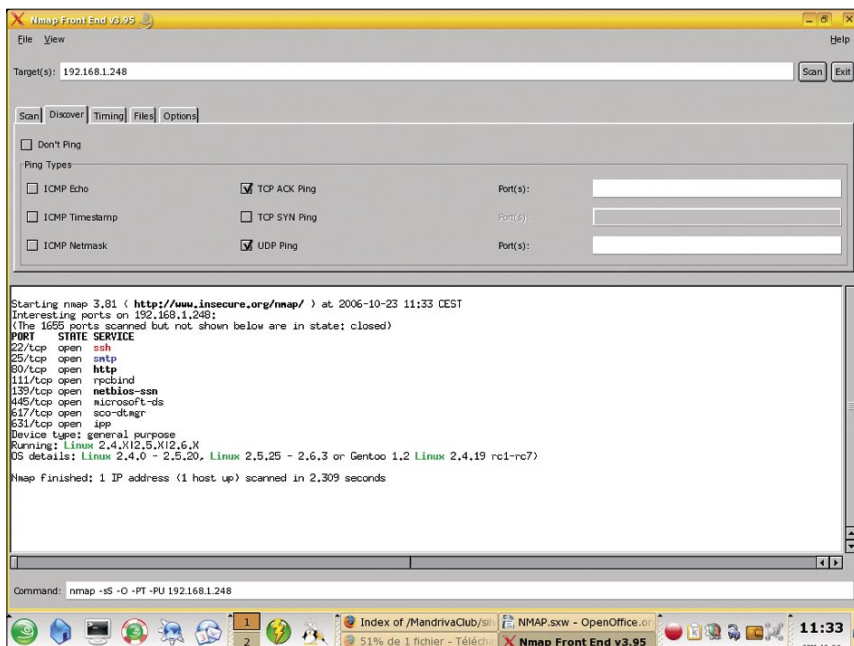 Nmap Front End v3.95
File View Help
Target(s): 192.168.1.248 Scan Exit
Scan Discover Timing Files Options
Don't Ping
Ping Types
ICMP Echo TCP ACK Ping Port(s):
ICMP Timestamp TCP SYN Ping Port(s):
ICMP Netmask UDP Ping Port(s):
Starting nmap 3.81 ( http://www.insecure.org/nmap/ ) at 2006-10-23 11:33 CEST
Interesting ports on 192.168.1.248:
(The 1655 ports scanned but not shown below are in state: closed)
PORT STATE SERVICE
22/tcp open ssh
25/tcp open smtp
80/tcp open http
111/tcp open rpcbind
139/tcp open netbios-ssn
445/tcp open microsoft-ds
617/tcp open sco-dtmgr
631/tcp open ipp
Device type: general purpose
Running: Linux 2.4.X|2.5.X|2.6.X
OS details: Linux 2.4.0 - 2.5.20, Linux 2.5.25 - 2.6.3 or Gentoo 1.2 Linux 2.4.19 rc1-rc7)
Nmap finished: 1 IP address (1 host up) scanned in 2.309 seconds
Command: nmap -sS -O -PT -PU 192.168.1.248
1 Index of /MandrivaClub/ NMAP.sxw - OpenOffice.or
2 51% de 1 fichier - Télécha Nmap Front End v3.95
11:33